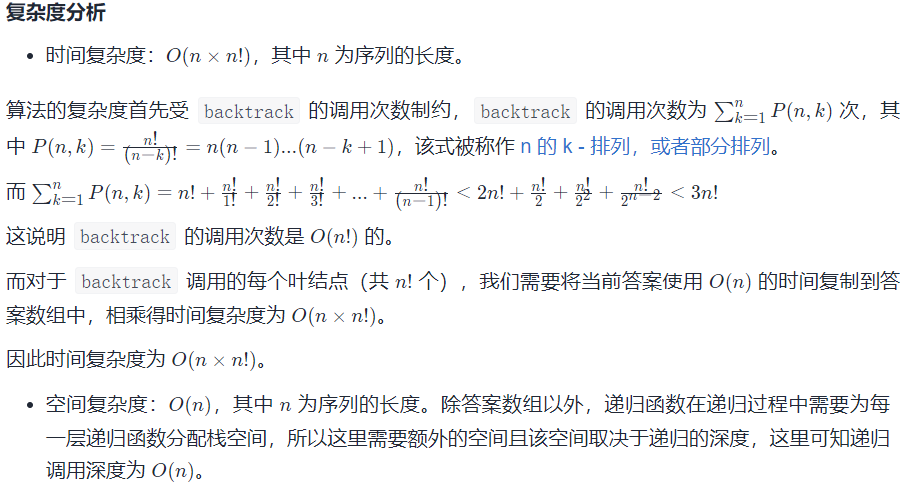 复杂度分析
• 时间复杂度：$O(n \times n!)$，其中 $n$ 为序列的长度。
算法的复杂度首先受 backtrack 的调用次数制约，backtrack 的调用次数为 $\sum_{k=1}^{n} P(n,k)$ 次，其
中 $P(n,k) = \frac{n!}{(n-k)!} = n(n-1)...(n-k+1)$，该式被称作 n 的 k - 排列，或者部分排列。
而 $\sum_{k=1}^{n} P(n,k) = n! + \frac{n!}{1!} + \frac{n!}{2!} + \frac{n!}{3!} + ... + \frac{n!}{(n-1)!} < 2n! + \frac{n!}{2} + \frac{n!}{2^2} + \frac{n!}{2^{n-2}} < 3n!$
这说明 backtrack 的调用次数是 $O(n!)$ 的。
而对于 backtrack 调用的每个叶结点（共 $n!$ 个），我们需要将当前答案使用 $O(n)$ 的时间复制到答
案数组中，相乘得时间复杂度为 $O(n \times n!)$。
因此时间复杂度为 $O(n \times n!)$。
• 空间复杂度：$O(n)$，其中 $n$ 为序列的长度。除答案数组以外，递归函数在递归过程中需要为每
一层递归函数分配栈空间，所以这里需要额外的空间且该空间取决于递归的深度，这里可知递归
调用深度为 $O(n)$。